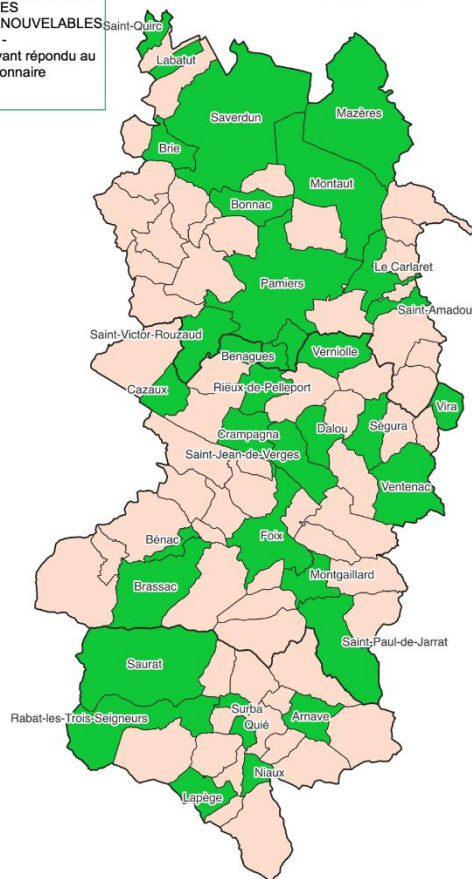 ES
NOUVELABLES
-
yant répondu au
onnaire
Saint-Quirc
Labatut
Saverdun
Mazères
Brie
Montaut
Bonnac
Le Carlaret
Pamiers
Saint-Amadou
Saint-Victor-Rouzaud
Benagues
Verniolle
Cazaux
Rieux-de-Pelleport
Vira
Crampagna
Dalou
Ségura
Saint-Jean-de-Verges
Ventenac
Foix
Bénac
Montgaillard
Brassac
Saint-Paul-de-Jarrat
Saurat
Surba
Rabat-les-Trois-Seigneurs
Arnave
Quié
Niaux
Lapège